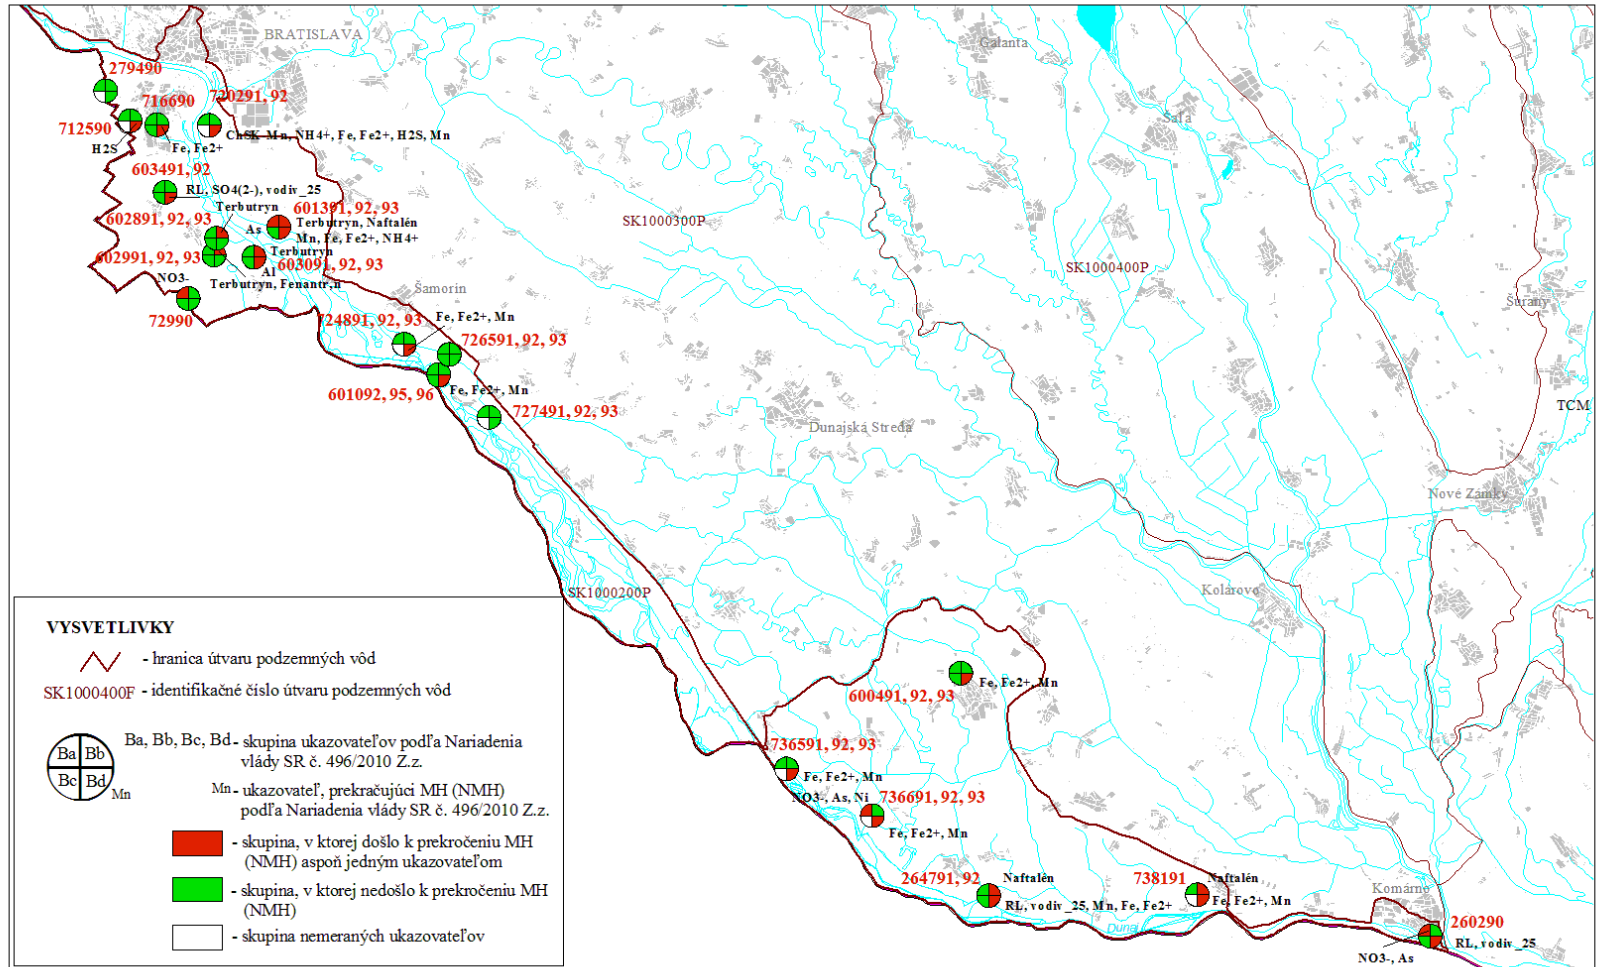 BRATISLAVA
Galanta
279490
716690
720291, 92
712590
ChSK_Mn, NH4+, Fe, Fe2+, H2S, Mn
H2S
Fe, Fe2+
Šaľa
603491, 92
RL, SO4(2-), vodiv_25
Terbutryn
601391, 92, 93
602891, 92, 93
As
Terbutryn, Naftalén
Mn, Fe, Fe2+, NH4+
SK1000300P
Terbutryn
602991, 92, 93
Al
603091, 92, 93
SK1000400P
NO3-
Terbutryn, Fenantr,n
Šamorín
Šurany
72990
724891, 92, 93
Fe, Fe2+, Mn
726591, 92, 93
601092, 95, 96
Fe, Fe2+, Mn
727491, 92, 93
TCM
Dunajská Streda
Nové Zámky
SK1000200P
Kolárovo
VYSVETLIVKY
- hranica útvaru podzemných vôd
SK1000400F - identifikačné číslo útvaru podzemných vôd
Ba Bb
Bc Bd
Mn
Ba, Bb, Bc, Bd - skupina ukazovateľov podľa Nariadenia
vlády SR č. 496/2010 Z.z.
Mn - ukazovateľ, prekračujúci MH (NMH)
podľa Nariadenia vlády SR č. 496/2010 Z.z.
- skupina, v ktorej došlo k prekročeniu MH
(NMH) aspoň jedným ukazovateľom
- skupina, v ktorej nedošlo k prekročeniu MH
(NMH)
- skupina nemeraných ukazovateľov
600491, 92, 93
Fe, Fe2+, Mn
736591, 92, 93
Fe, Fe2+, Mn
NO3-, As, Ni
736691, 92, 93
Fe, Fe2+, Mn
264791, 92
Naftalén
RL, vodiv_25, Mn, Fe, Fe2+
738191
Naftalén
Fe, Fe2+, Mn
Komárno
Dunaj
260290
RL, vodiv_25
NO3-, As